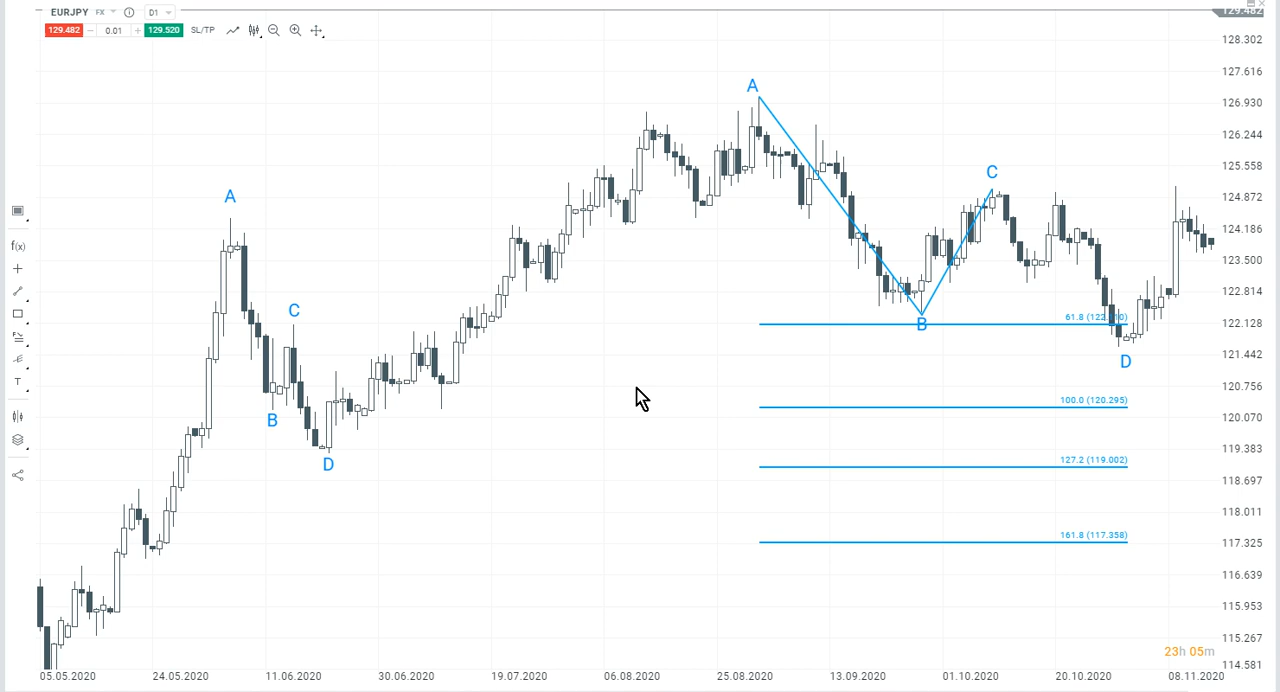 EURJPY FX D1
129.482
129.482 0.01 129.520 SL/TP
128.302
127.616
A
126.930
126.244
125.558
C
A
124.872
124.186
123.500
122.814
C
B
61.8
122.128
121.442
D
120.756
100.0 (120.295)
B
120.070
119.383
127.2 (119.002)
D
118.697
118.011
161.8 (117.358)
117.325
116.639
115.953
115.267
23h 05m
114.581
05.05.2020 24.05.2020 11.06.2020 30.06.2020 19.07.2020 06.08.2020 25.08.2020 13.09.2020 01.10.2020 20.10.2020 08.11.2020
f(x)
T